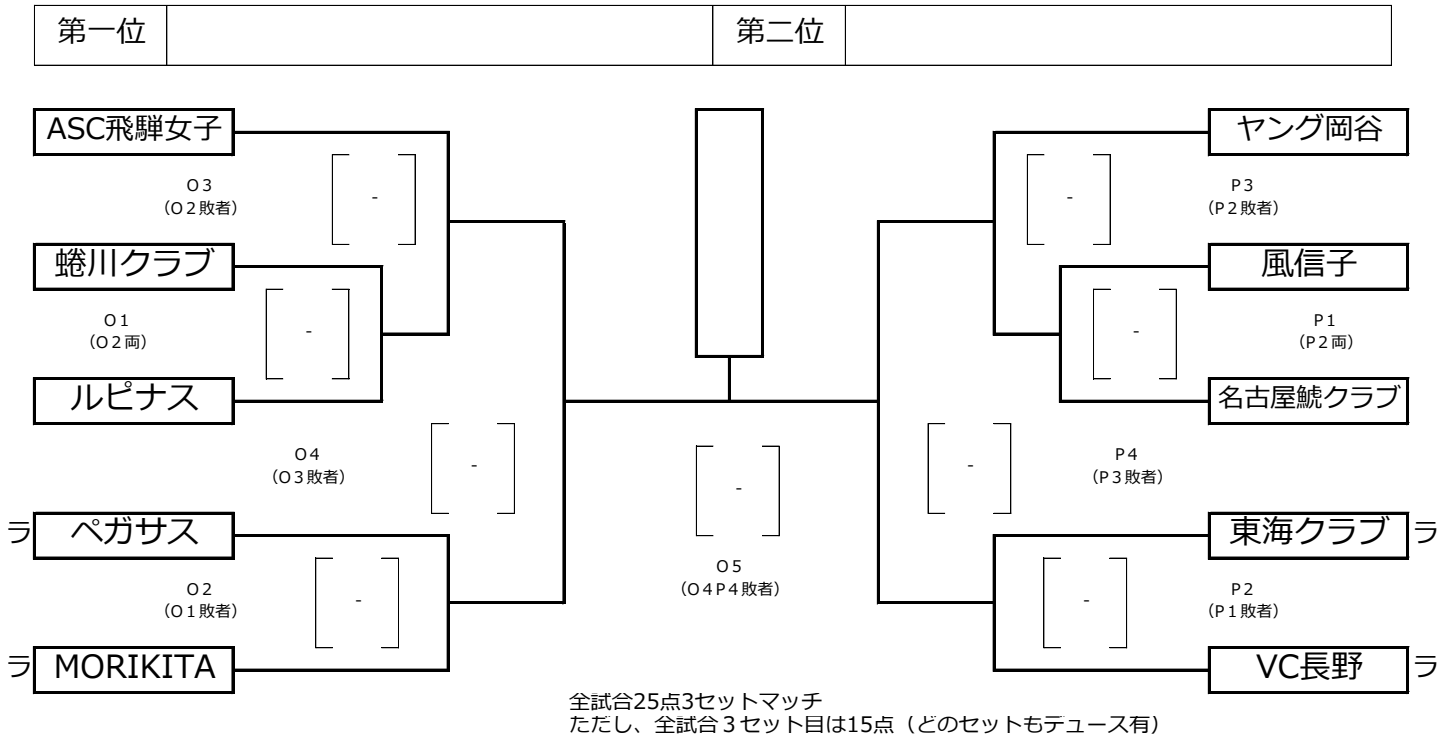 第一位 第二位
ASC飛騨女子 ヤング岡谷
- -
O3 P3
(O2敗者) (P2敗者)
蜷川クラブ 風信子
O1 - - P1
(O2両) (P2両)
ルピナス 名古屋鯱クラブ
O4 P4
(O3敗者) - - (P3敗者)
-
ラ ペガサス 東海クラブ ラ
O5
(O4P4敗者)
O2 P2
(O1敗者) - - (P1敗者)
ラ MORIKITA VC長野 ラ
全試合25点3セットマッチ
ただし、全試合3セット目は15点（どのセットもデュース有）